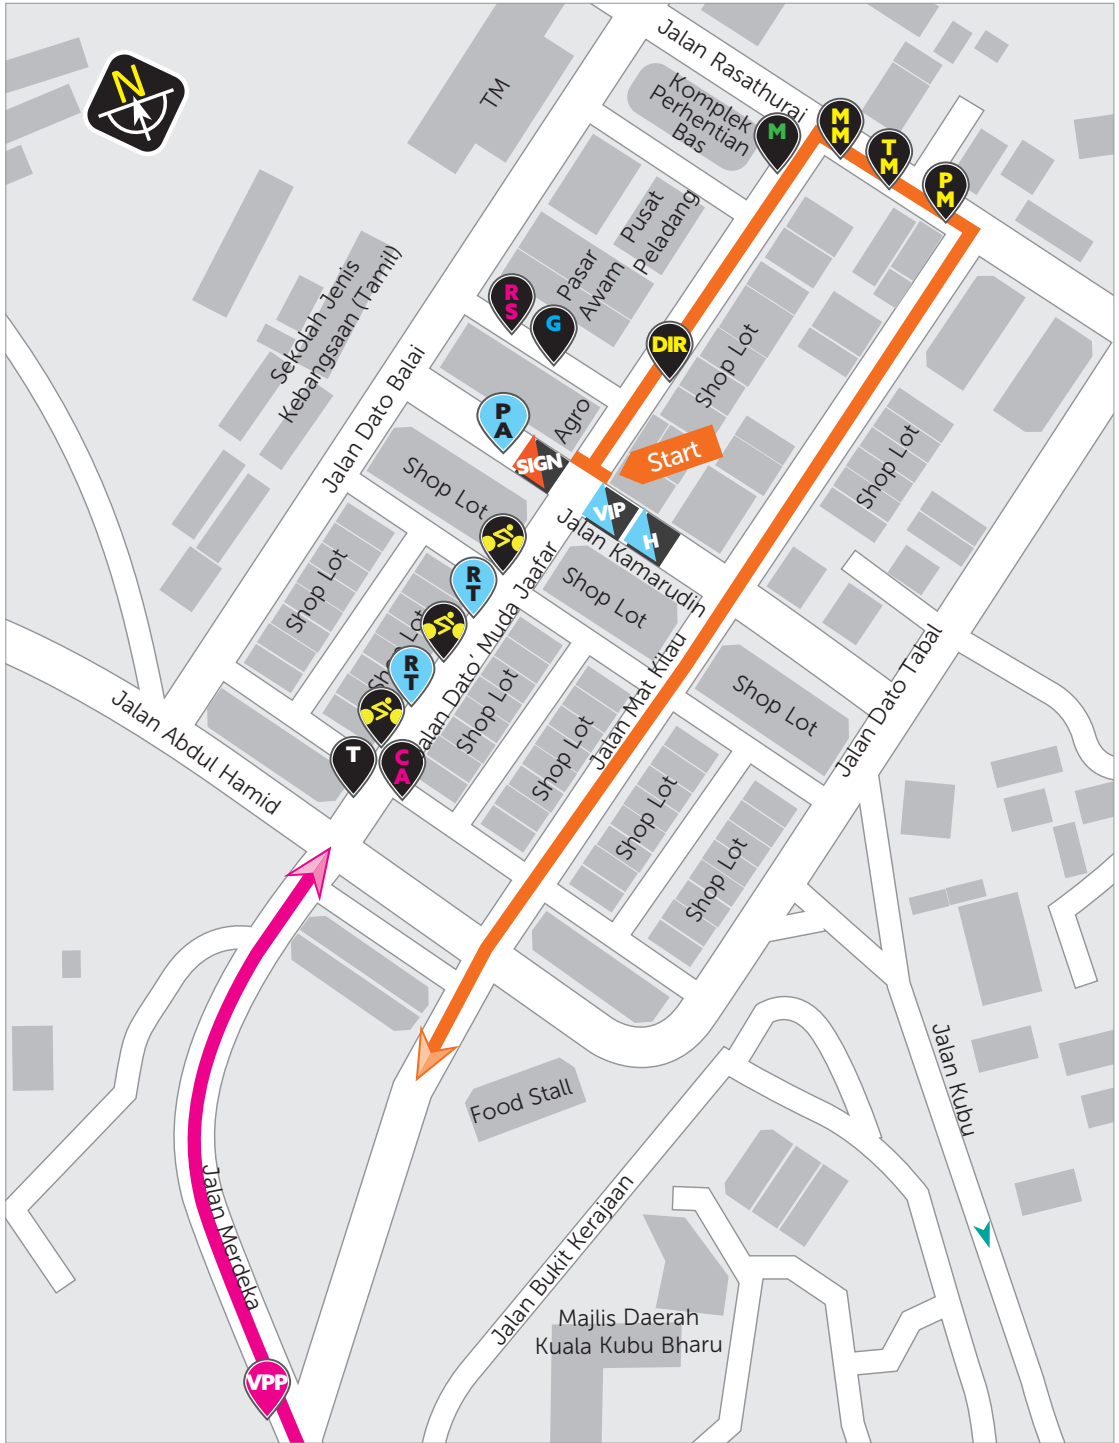 Jalan Rasathurai
N
TM
Komplek
Perhentian
Bas
M
M
M
T
M
P
M
Pusat
Peladang
Pasar
Awam
Sekolah Jenis
Kebangsaan (Tamil)
R
S
G
DIR
Shop Lot
Jalan Dato Balai
P
A
Agro
SIGN
Start
Shop Lot
Shop Lot
VIP
H
Jalan Kamarudin
Shop Lot
R
T
Shop Lot
Shop Lot
R
T
Jalan Dato' Muda Jaafar
Shop Lot
Jalan Mat Kilau
Shop Lot
Shop Lot
Jalan Dato Tabal
Jalan Abdul Hamid
T
C
A
Shop Lot
Shop Lot
Food Stall
Jalan Kubu
Jalan Merdeka
Jalan Bukit Kerajaan
Majlis Daerah
Kuala Kubu Bharu
VPP